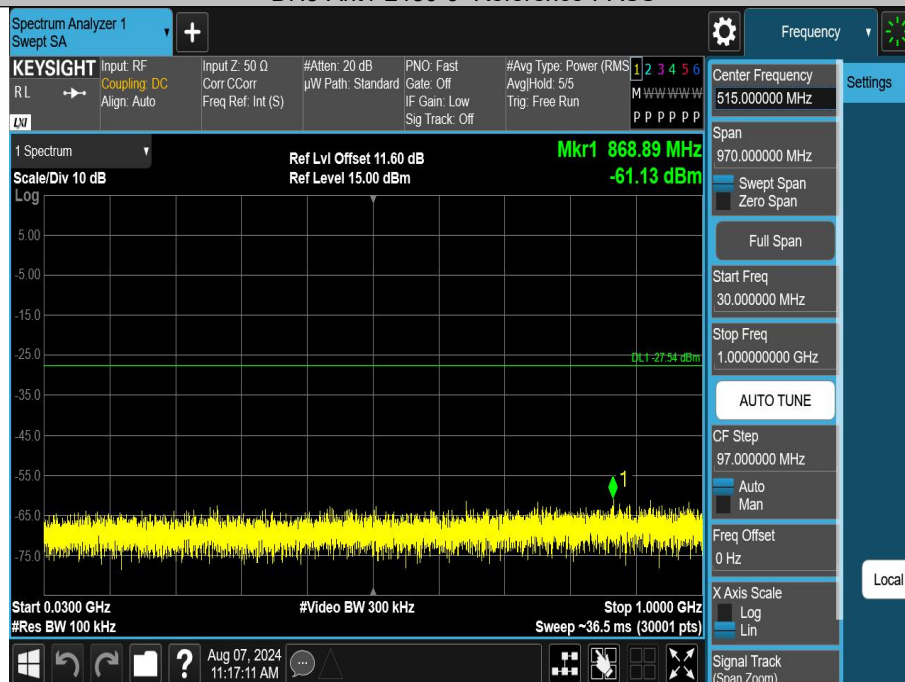 Spectrum Analyzer 1
Swept SA
+
Frequency
KEYSIGHT
RL
LXI
Input: RF
Coupling: DC
Align: Auto
Input Z: 50 Ω
Corr CCorr
Freq Ref: Int (S)
#Atten: 20 dB
µW Path: Standard
PNO: Fast
Gate: Off
IF Gain: Low
Sig Track: Off
#Avg Type: Power (RMS
Avg|Hold: 5/5
Trig: Free Run
1 2 3 4 5 6
M W W W W W
P P P P P P
1 Spectrum
Scale/Div 10 dB
Log
Ref Lvl Offset 11.60 dB
Ref Level 15.00 dBm
Mkr1 868.89 MHz
-61.13 dBm
5.00
-5.00
-15.0
-25.0
-35.0
-45.0
-55.0
-65.0
-75.0
DL1 -27.54 dBm
1
Start 0.0300 GHz
#Res BW 100 kHz
#Video BW 300 kHz
Stop 1.0000 GHz
Sweep ~36.5 ms (30001 pts)
Center Frequency
515.000000 MHz
Settings
Span
970.000000 MHz
Swept Span
Zero Span
Full Span
Start Freq
30.000000 MHz
Stop Freq
1.000000000 GHz
AUTO TUNE
CF Step
97.000000 MHz
Auto
Man
Freq Offset
0 Hz
Local
X Axis Scale
Log
Lin
Signal Track
(Span Zoom)
?
Aug 07, 2024
11:17:11 AM